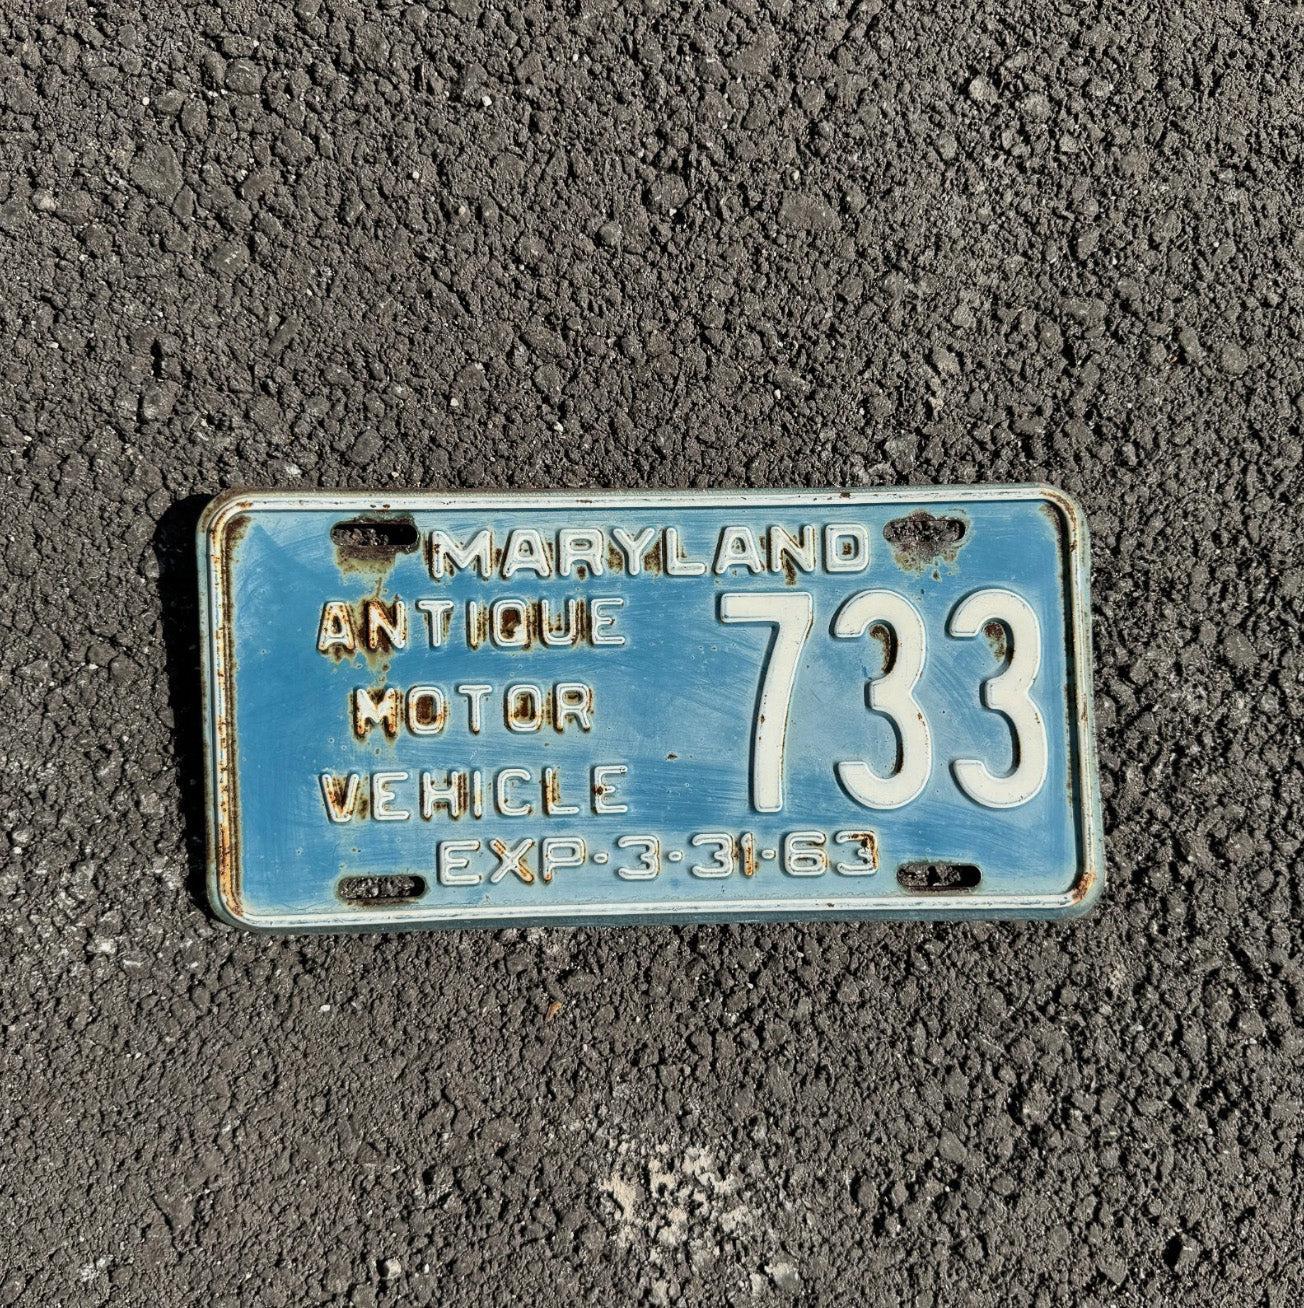 MARYLAND
ANTIQUE
MOTOR
VEHICLE
733
EXP·3·31·63